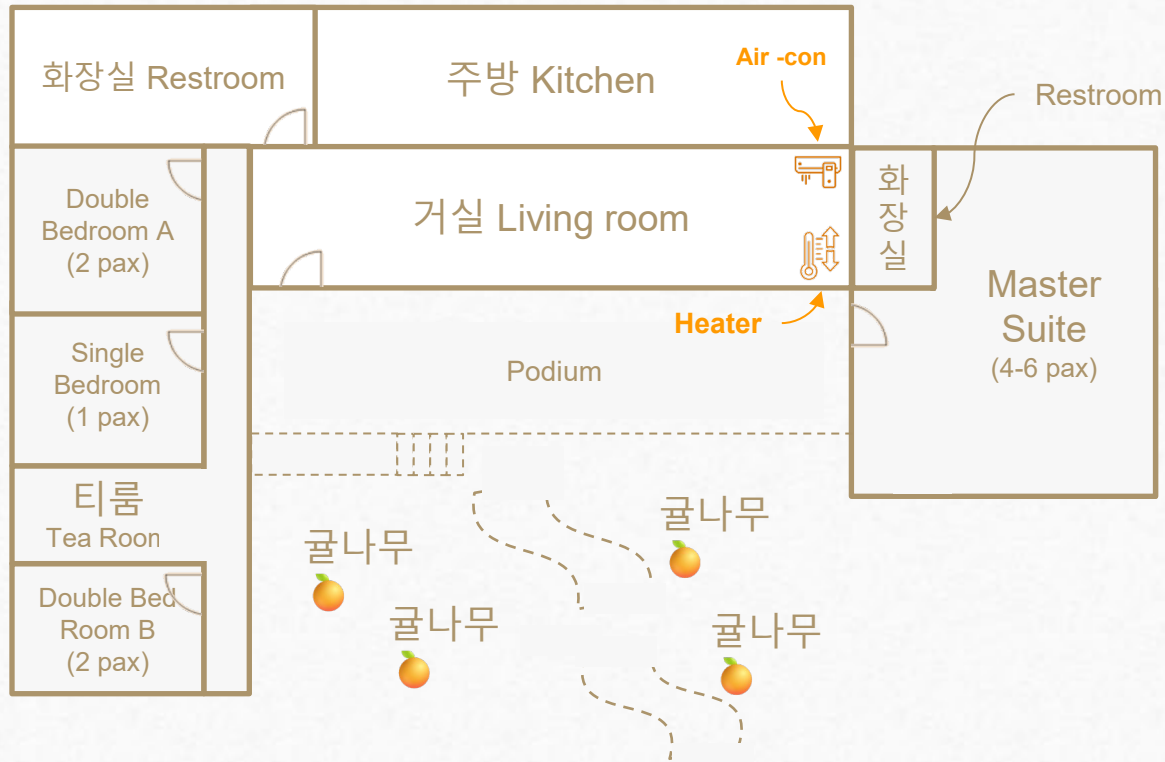 화장실 Restroom
주방 Kitchen
Air -con
Restroom
Double
Bedroom A
(2 pax)
거실 Living room
화
장
실
Master
Suite
(4-6 pax)
Heater
Single
Bedroom
(1 pax)
Podium
티룸
Tea Roon
귤나무
귤나무
귤나무
귤나무
Double Bed
Room B
(2 pax)